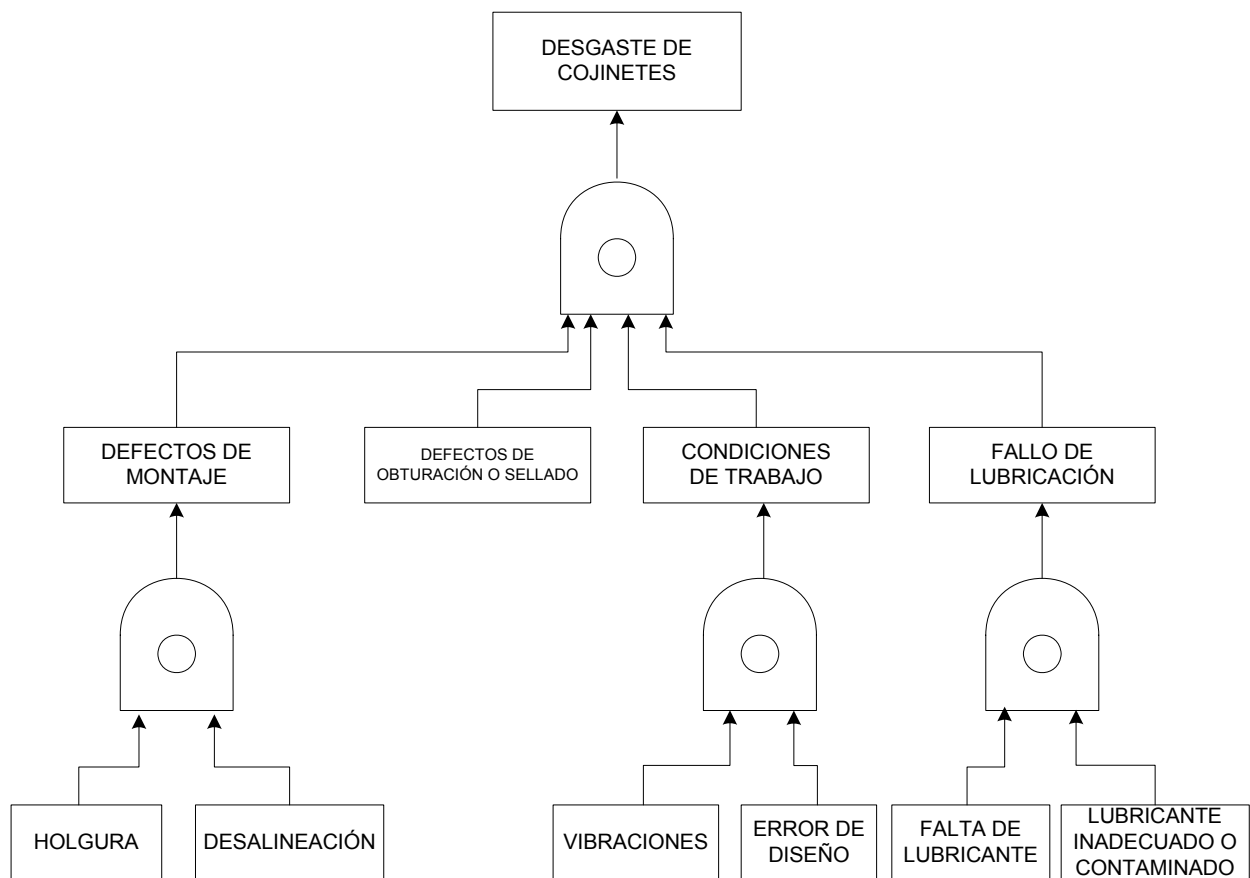 DESGASTE DE
COJINETES
DEFECTOS DE
MONTAJE
DEFECTOS DE
OBTURACIÓN O SELLADO
CONDICIONES
DE TRABAJO
FALLO DE
LUBRICACIÓN
HOLGURA
DESALINEACIÓN
VIBRACIONES
ERROR DE
DISEÑO
FALTA DE
LUBRICANTE
LUBRICANTE
INADECUADO O
CONTAMINADO